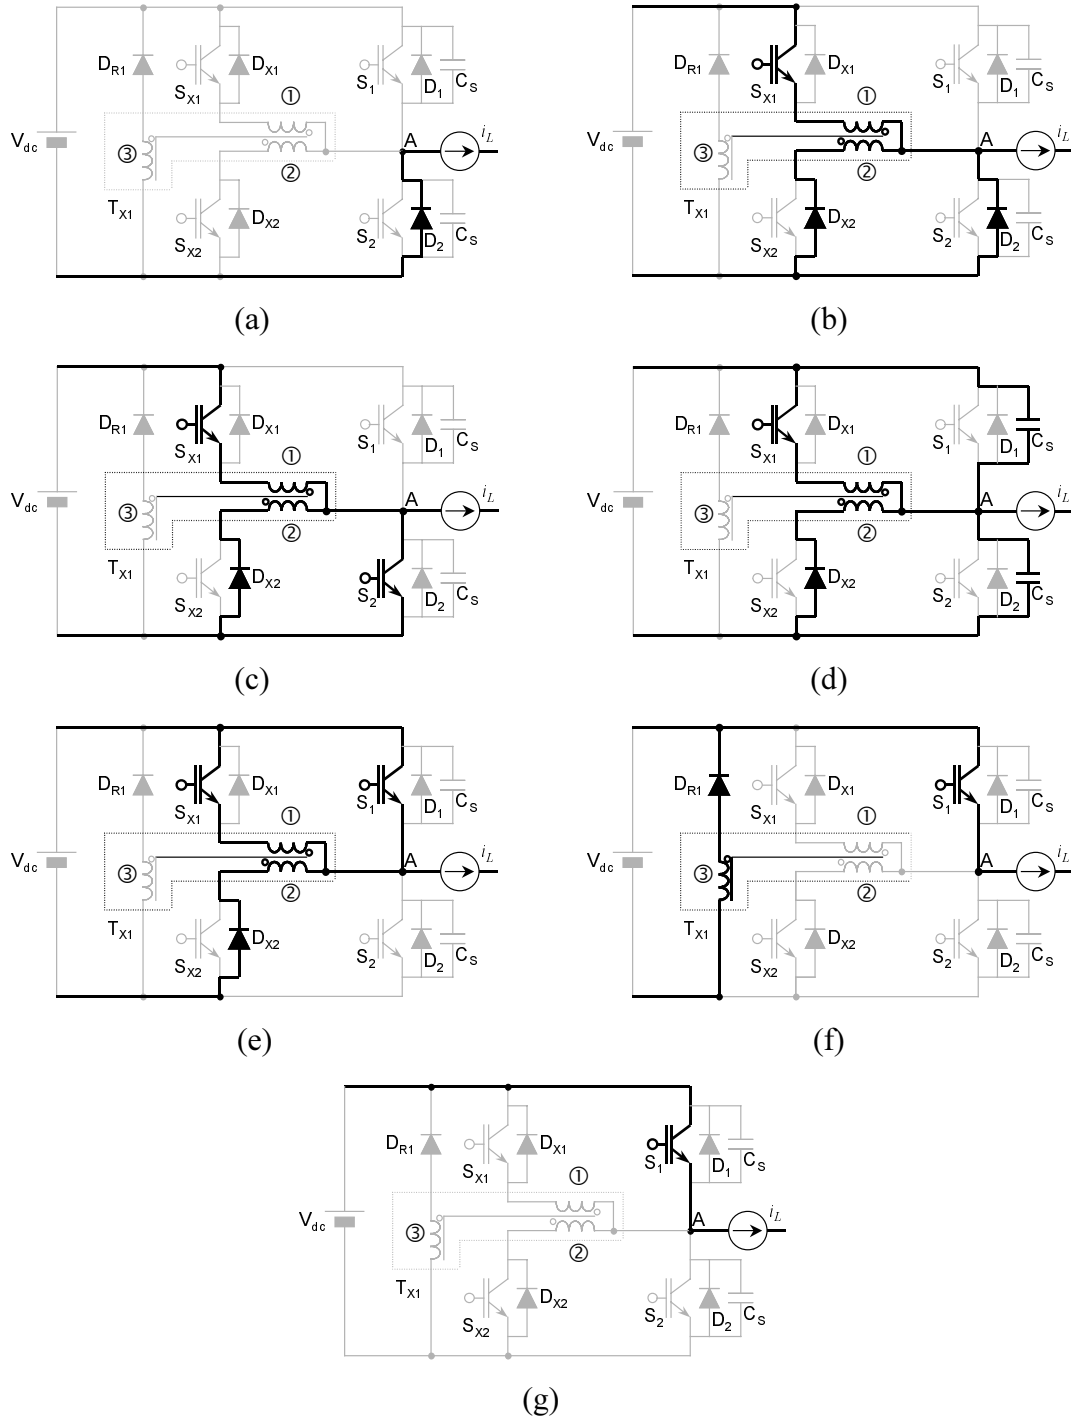 D_R1 S_X1 D_X1 S_1 D_1 C_S
V_dc ① A i_L
③ ②
T_X1 S_X2 D_X2 S_2 D_2 C_S
(a)
D_R1 S_X1 D_X1 S_1 D_1 C_S
V_dc ① A i_L
③ ②
T_X1 S_X2 D_X2 S_2 D_2 C_S
(b)
D_R1 S_X1 D_X1 S_1 D_1 C_S
V_dc ① A i_L
③ ②
T_X1 S_X2 D_X2 S_2 D_2 C_S
(c)
D_R1 S_X1 D_X1 S_1 D_1 C_S
V_dc ① A i_L
③ ②
T_X1 S_X2 D_X2 S_2 D_2 C_S
(d)
D_R1 S_X1 D_X1 S_1 D_1 C_S
V_dc ① A i_L
③ ②
T_X1 S_X2 D_X2 S_2 D_2 C_S
(e)
D_R1 S_X1 D_X1 S_1 D_1 C_S
V_dc ① A i_L
③ ②
T_X1 S_X2 D_X2 S_2 D_2 C_S
(f)
D_R1 S_X1 D_X1 S_1 D_1 C_S
V_dc ① A i_L
③ ②
T_X1 S_X2 D_X2 S_2 D_2 C_S
(g)